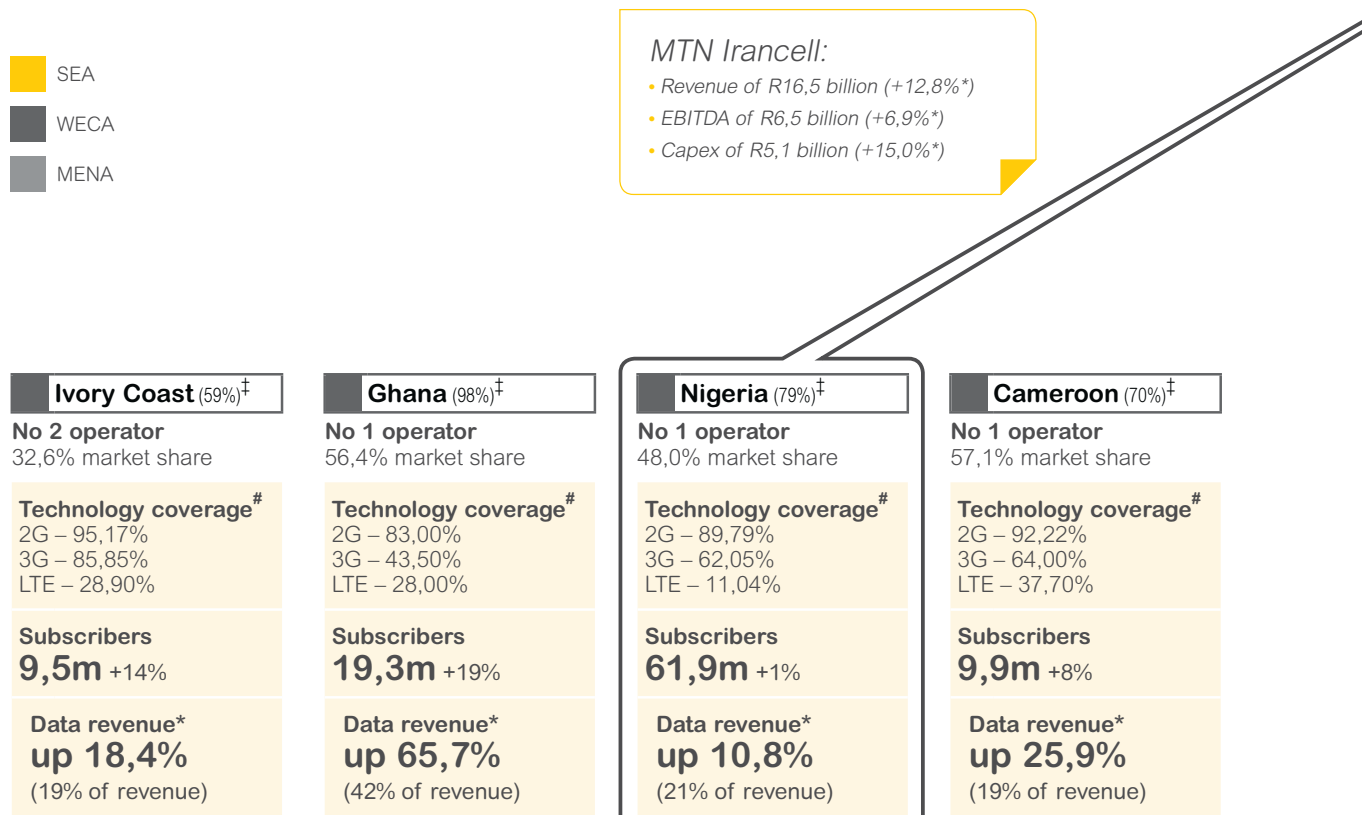 SEA
WECA
MENA
MTN Irancell:
• Revenue of R16,5 billion (+12,8%*)
• EBITDA of R6,5 billion (+6,9%*)
• Capex of R5,1 billion (+15,0%*)
Ivory Coast (59%)‡
No 2 operator
32,6% market share
Technology coverage#
2G – 95,17%
3G – 85,85%
LTE – 28,90%
Subscribers
9,5m +14%
Data revenue*
up 18,4%
(19% of revenue)
Ghana (98%)‡
No 1 operator
56,4% market share
Technology coverage#
2G – 83,00%
3G – 43,50%
LTE – 28,00%
Subscribers
19,3m +19%
Data revenue*
up 65,7%
(42% of revenue)
Nigeria (79%)‡
No 1 operator
48,0% market share
Technology coverage#
2G – 89,79%
3G – 62,05%
LTE – 11,04%
Subscribers
61,9m +1%
Data revenue*
up 10,8%
(21% of revenue)
Cameroon (70%)‡
No 1 operator
57,1% market share
Technology coverage#
2G – 92,22%
3G – 64,00%
LTE – 37,70%
Subscribers
9,9m +8%
Data revenue*
up 25,9%
(19% of revenue)